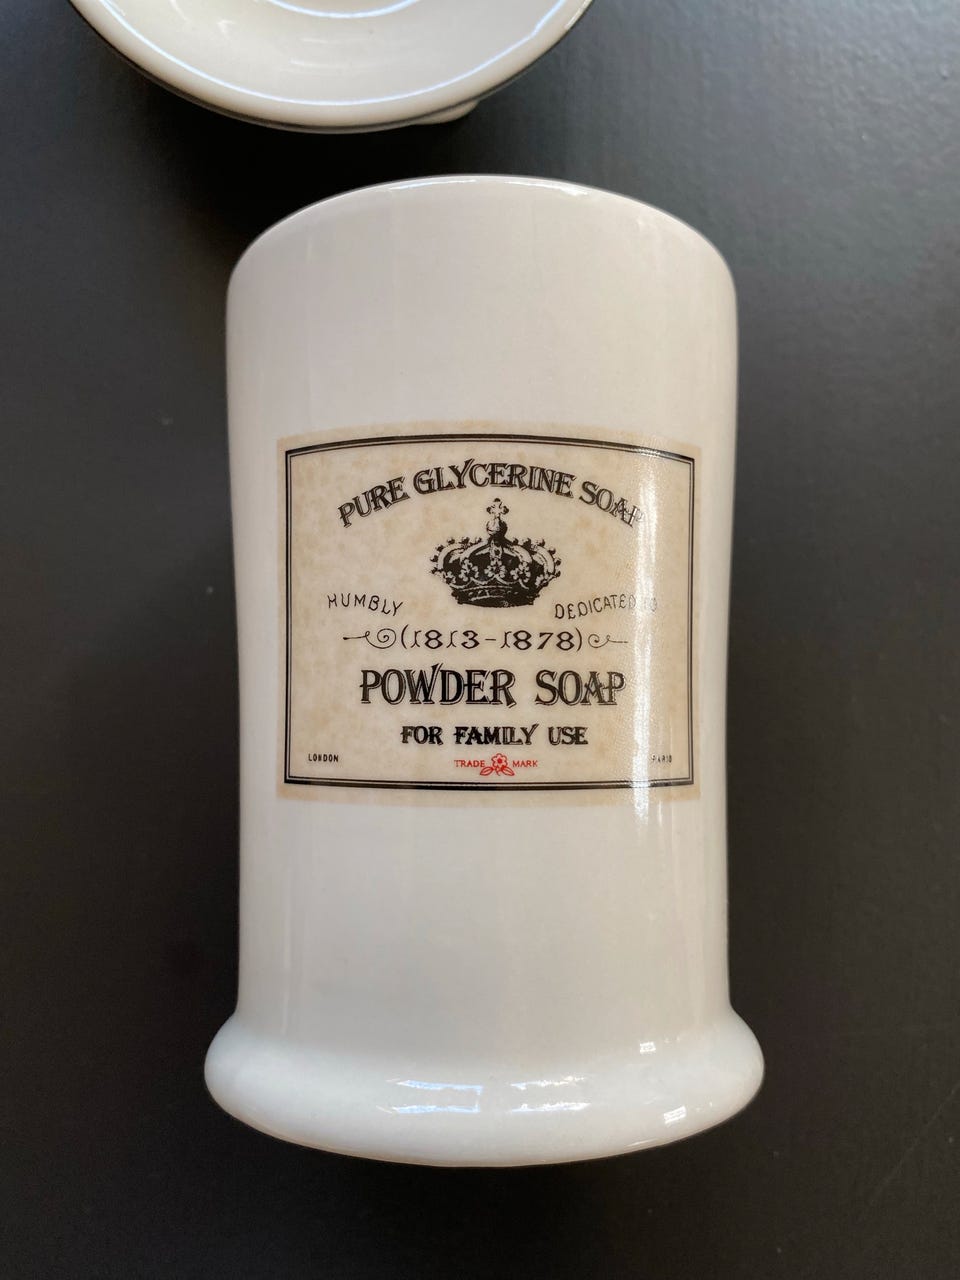 PURE GLYCERINE SOAP
HUMBLY DEDICATED TO
(1813-1878)
POWDER SOAP
FOR FAMILY USE
LONDON TRADE MARK PARIS